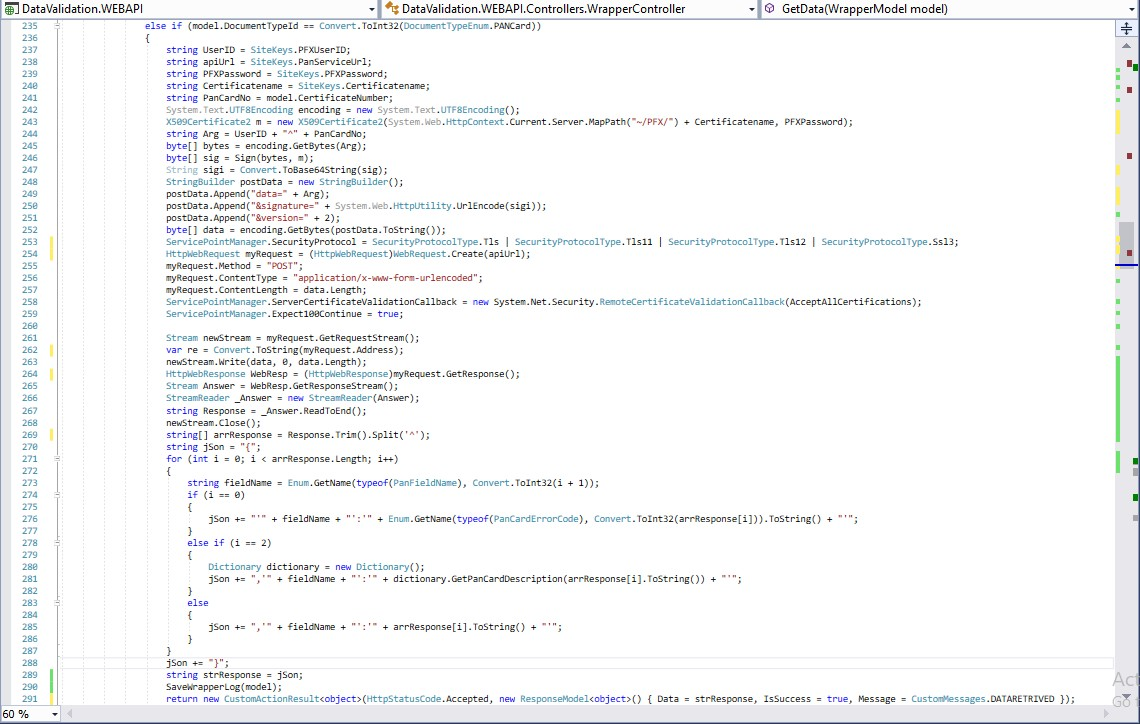 DataValidation.WEBAPI DataValidation.WEBAPI.Controllers.WrapperController GetData(WrapperModel model)
235 else if (model.DocumentTypeId == Convert.ToInt32(DocumentTypeEnum.PANCard))
236 {
237 string UserID = SiteKeys.PFXUserID;
238 string apiUrl = SiteKeys.PanServiceUrl;
239 string PFXPassword = SiteKeys.PFXPassword;
240 string Certificatename = SiteKeys.Certificatename;
241 string PanCardNo = model.CertificateNumber;
242 System.Text.UTF8Encoding encoding = new System.Text.UTF8Encoding();
243 X509Certificate2 m = new X509Certificate2(System.Web.HttpContext.Current.Server.MapPath("~/PFX/") + Certificatename, PFXPassword);
244 string Arg = UserID + "^" + PanCardNo;
245 byte[] bytes = encoding.GetBytes(Arg);
246 byte[] sig = Sign(bytes, m);
247 String sigi = Convert.ToBase64String(sig);
248 StringBuilder postData = new StringBuilder();
249 postData.Append("data=" + Arg);
250 postData.Append("&signature=" + System.Web.HttpUtility.UrlEncode(sigi));
251 postData.Append("&version=" + 2);
252 byte[] data = encoding.GetBytes(postData.ToString());
253 ServicePointManager.SecurityProtocol = SecurityProtocolType.Tls | SecurityProtocolType.Tls11 | SecurityProtocolType.Tls12 | SecurityProtocolType.Ssl3;
254 HttpWebRequest myRequest = (HttpWebRequest)WebRequest.Create(apiUrl);
255 myRequest.Method = "POST";
256 myRequest.ContentType = "application/x-www-form-urlencoded";
257 myRequest.ContentLength = data.Length;
258 ServicePointManager.ServerCertificateValidationCallback = new System.Net.Security.RemoteCertificateValidationCallback(AcceptAllCertifications);
259 ServicePointManager.Expect100Continue = true;
260
261 Stream newStream = myRequest.GetRequestStream();
262 var re = Convert.ToString(myRequest.Address);
263 newStream.Write(data, 0, data.Length);
264 HttpWebResponse WebResp = (HttpWebResponse)myRequest.GetResponse();
265 Stream Answer = WebResp.GetResponseStream();
266 StreamReader _Answer = new StreamReader(Answer);
267 string Response = _Answer.ReadToEnd();
268 newStream.Close();
269 string[] arrResponse = Response.Trim().Split('^');
270 string jSon = "{";
271 for (int i = 0; i < arrResponse.Length; i++)
272 {
273 string fieldName = Enum.GetName(typeof(PanFieldName), Convert.ToInt32(i + 1));
274 if (i == 0)
275 {
276 jSon += "'" + fieldName + "':'" + Enum.GetName(typeof(PanCardErrorCode), Convert.ToInt32(arrResponse[i])).ToString() + "'";
277 }
278 else if (i == 2)
279 {
280 Dictionary dictionary = new Dictionary();
281 jSon += ",'" + fieldName + "':'" + dictionary.GetPanCardDescription(arrResponse[i].ToString()) + "'";
282 }
283 else
284 {
285 jSon += ",'" + fieldName + "':'" + arrResponse[i].ToString() + "'";
286 }
287 }
288 jSon += "}";
289 string strResponse = jSon;
290 SaveWrapperLog(model);
291 return new CustomActionResult<object>(HttpStatusCode.Accepted, new ResponseModel<object>() { Data = strResponse, IsSuccess = true, Message = CustomMessages.DATARETRIVED });
Act
Go
60 %